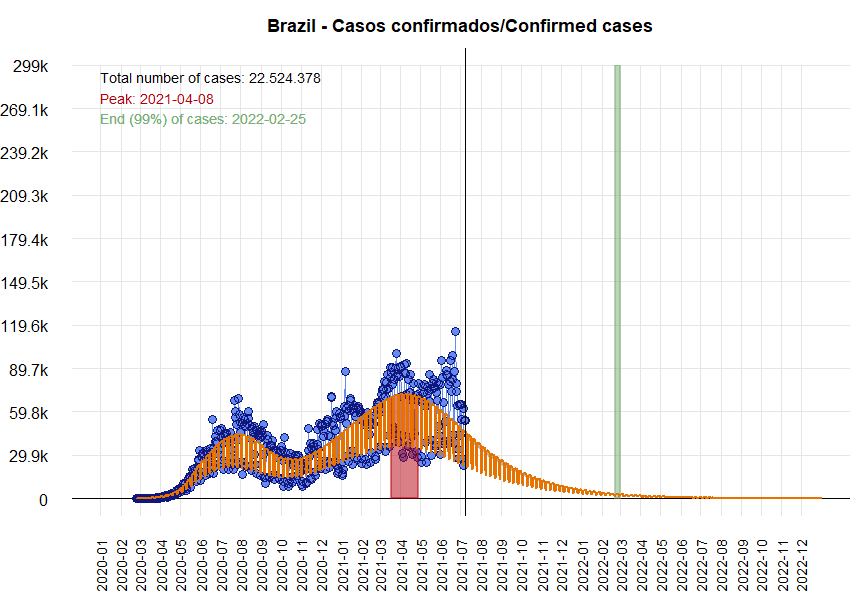 Brazil - Casos confirmados/Confirmed cases
Total number of cases: 22.524.378
Peak: 2021-04-08
End (99%) of cases: 2022-02-25
299k
269.1k
239.2k
209.3k
179.4k
149.5k
119.6k
89.7k
59.8k
29.9k
0
2020-01
2020-02
2020-03
2020-04
2020-05
2020-06
2020-07
2020-08
2020-09
2020-10
2020-11
2020-12
2021-01
2021-02
2021-03
2021-04
2021-05
2021-06
2021-07
2021-08
2021-09
2021-10
2021-11
2021-12
2022-01
2022-02
2022-03
2022-04
2022-05
2022-06
2022-07
2022-08
2022-09
2022-10
2022-11
2022-12